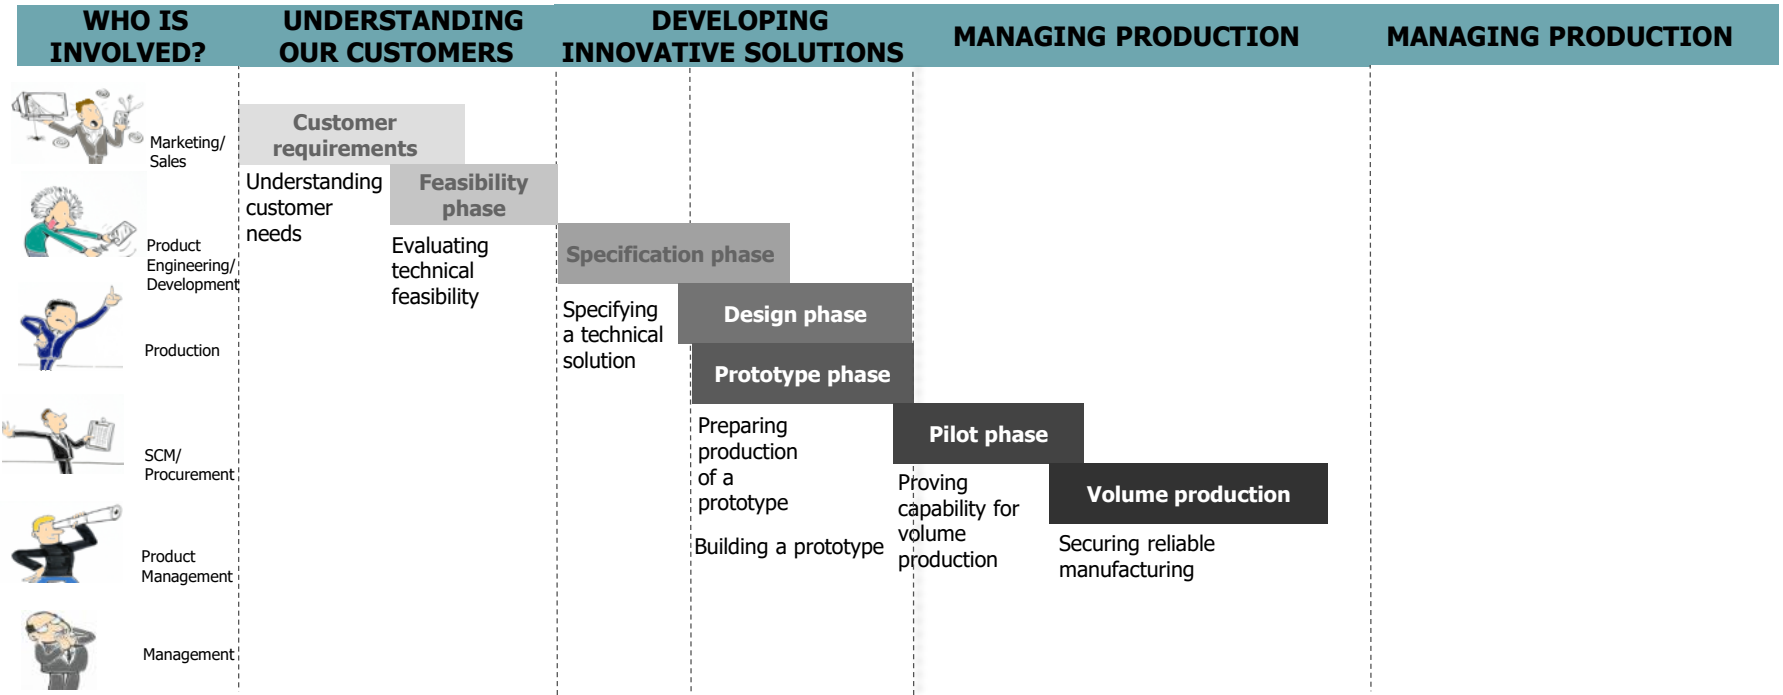 WHO IS
INVOLVED?
UNDERSTANDING
OUR CUSTOMERS
DEVELOPING
INNOVATIVE SOLUTIONS
MANAGING PRODUCTION
MANAGING PRODUCTION
Marketing/
Sales
Product
Engineering/
Development
Production
SCM/
Procurement
Product
Management
Management
Customer
requirements
Understanding
customer
needs
Feasibility
phase
Evaluating
technical
feasibility
Specification phase
Specifying
a technical
solution
Design phase
Prototype phase
Preparing
production
of a
prototype
Building a prototype
Pilot phase
Proving
capability for
volume
production
Volume production
Securing reliable
manufacturing